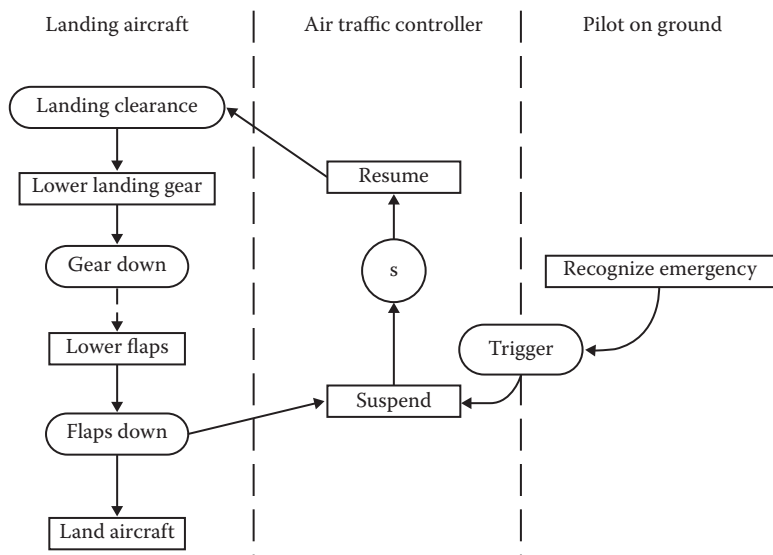 Landing aircraft
Air traffic controller
Pilot on ground
Landing clearance
Resume
Lower landing gear
Gear down
s
Recognize emergency
Lower flaps
Trigger
Suspend
Flaps down
Land aircraft